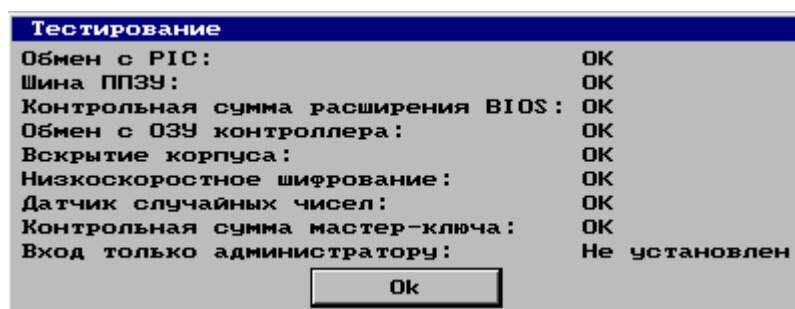 Тестирование
Обмен с PIC: OK
Шина ППЗУ: OK
Контрольная сумма расширения BIOS: OK
Обмен с ОЗУ контроллера: OK
Вскрытие корпуса: OK
Низкоскоростное шифрование: OK
Датчик случайных чисел: OK
Контрольная сумма мастер-ключа: OK
Вход только администратору: Не установлен
Ok